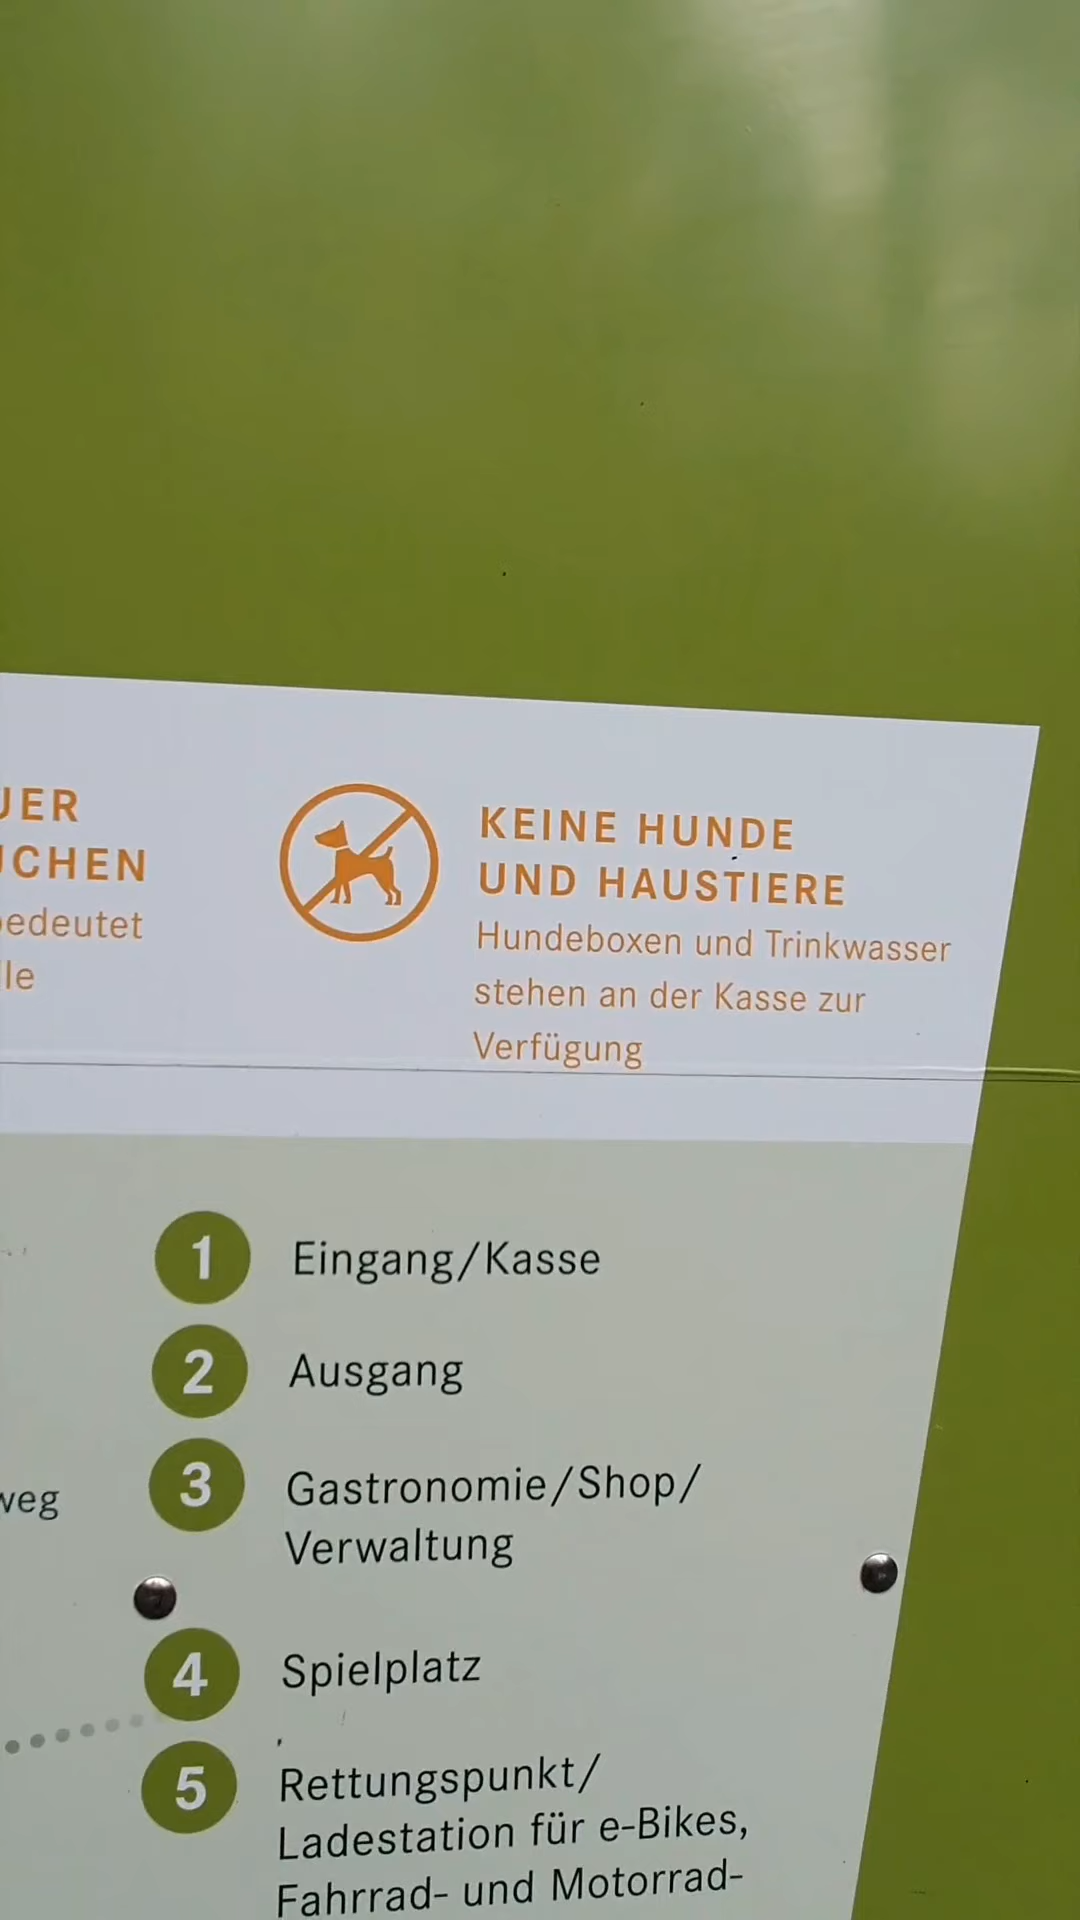 KEINE HUNDE
UND HAUSTIERE
Hundeboxen und Trinkwasser
stehen an der Kasse zur
Verfügung
1 Eingang/Kasse
2 Ausgang
3 Gastronomie/Shop/
Verwaltung
4 Spielplatz
5 Rettungspunkt/
Ladestation für e-Bikes,
Fahrrad- und Motorrad-